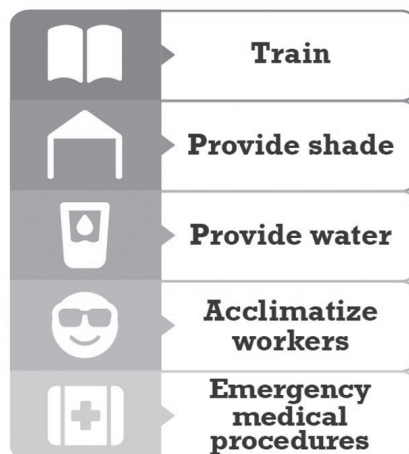 Train
Provide shade
Provide water
Acclimatize
workers
Emergency
medical
procedures